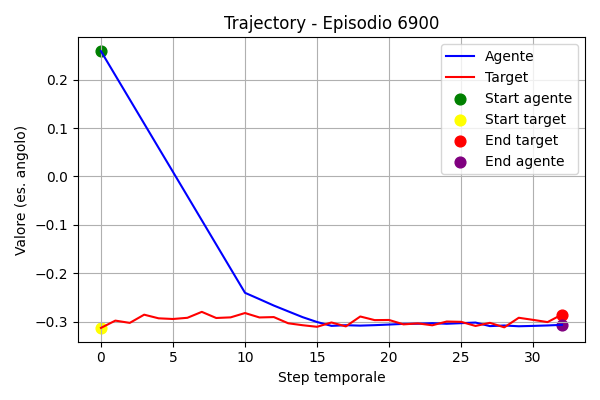 Trajectory - Episodio 6900
Valore (es. angolo)
0.2
0.1
0.0
−0.1
−0.2
−0.3
0 5 10 15 20 25 30
Step temporale
Agente
Target
Start agente
Start target
End target
End agente